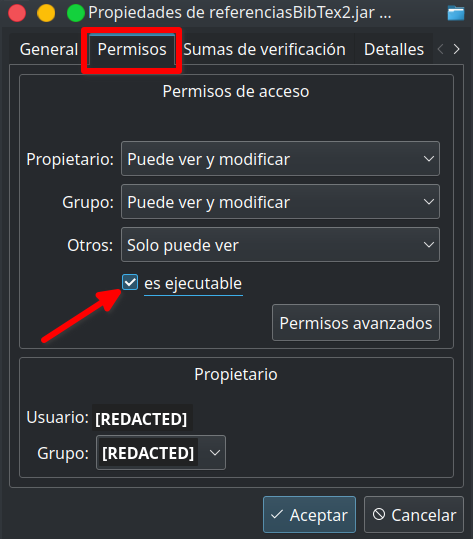 Propiedades de referenciasBibTex2.jar ...
General Permisos Sumas de verificación Detalles
Permisos de acceso
Propietario: Puede ver y modificar
Grupo: Puede ver y modificar
Otros: Solo puede ver
es ejecutable
Permisos avanzados
Propietario
Usuario: [REDACTED]
Grupo: [REDACTED]
Aceptar Cancelar